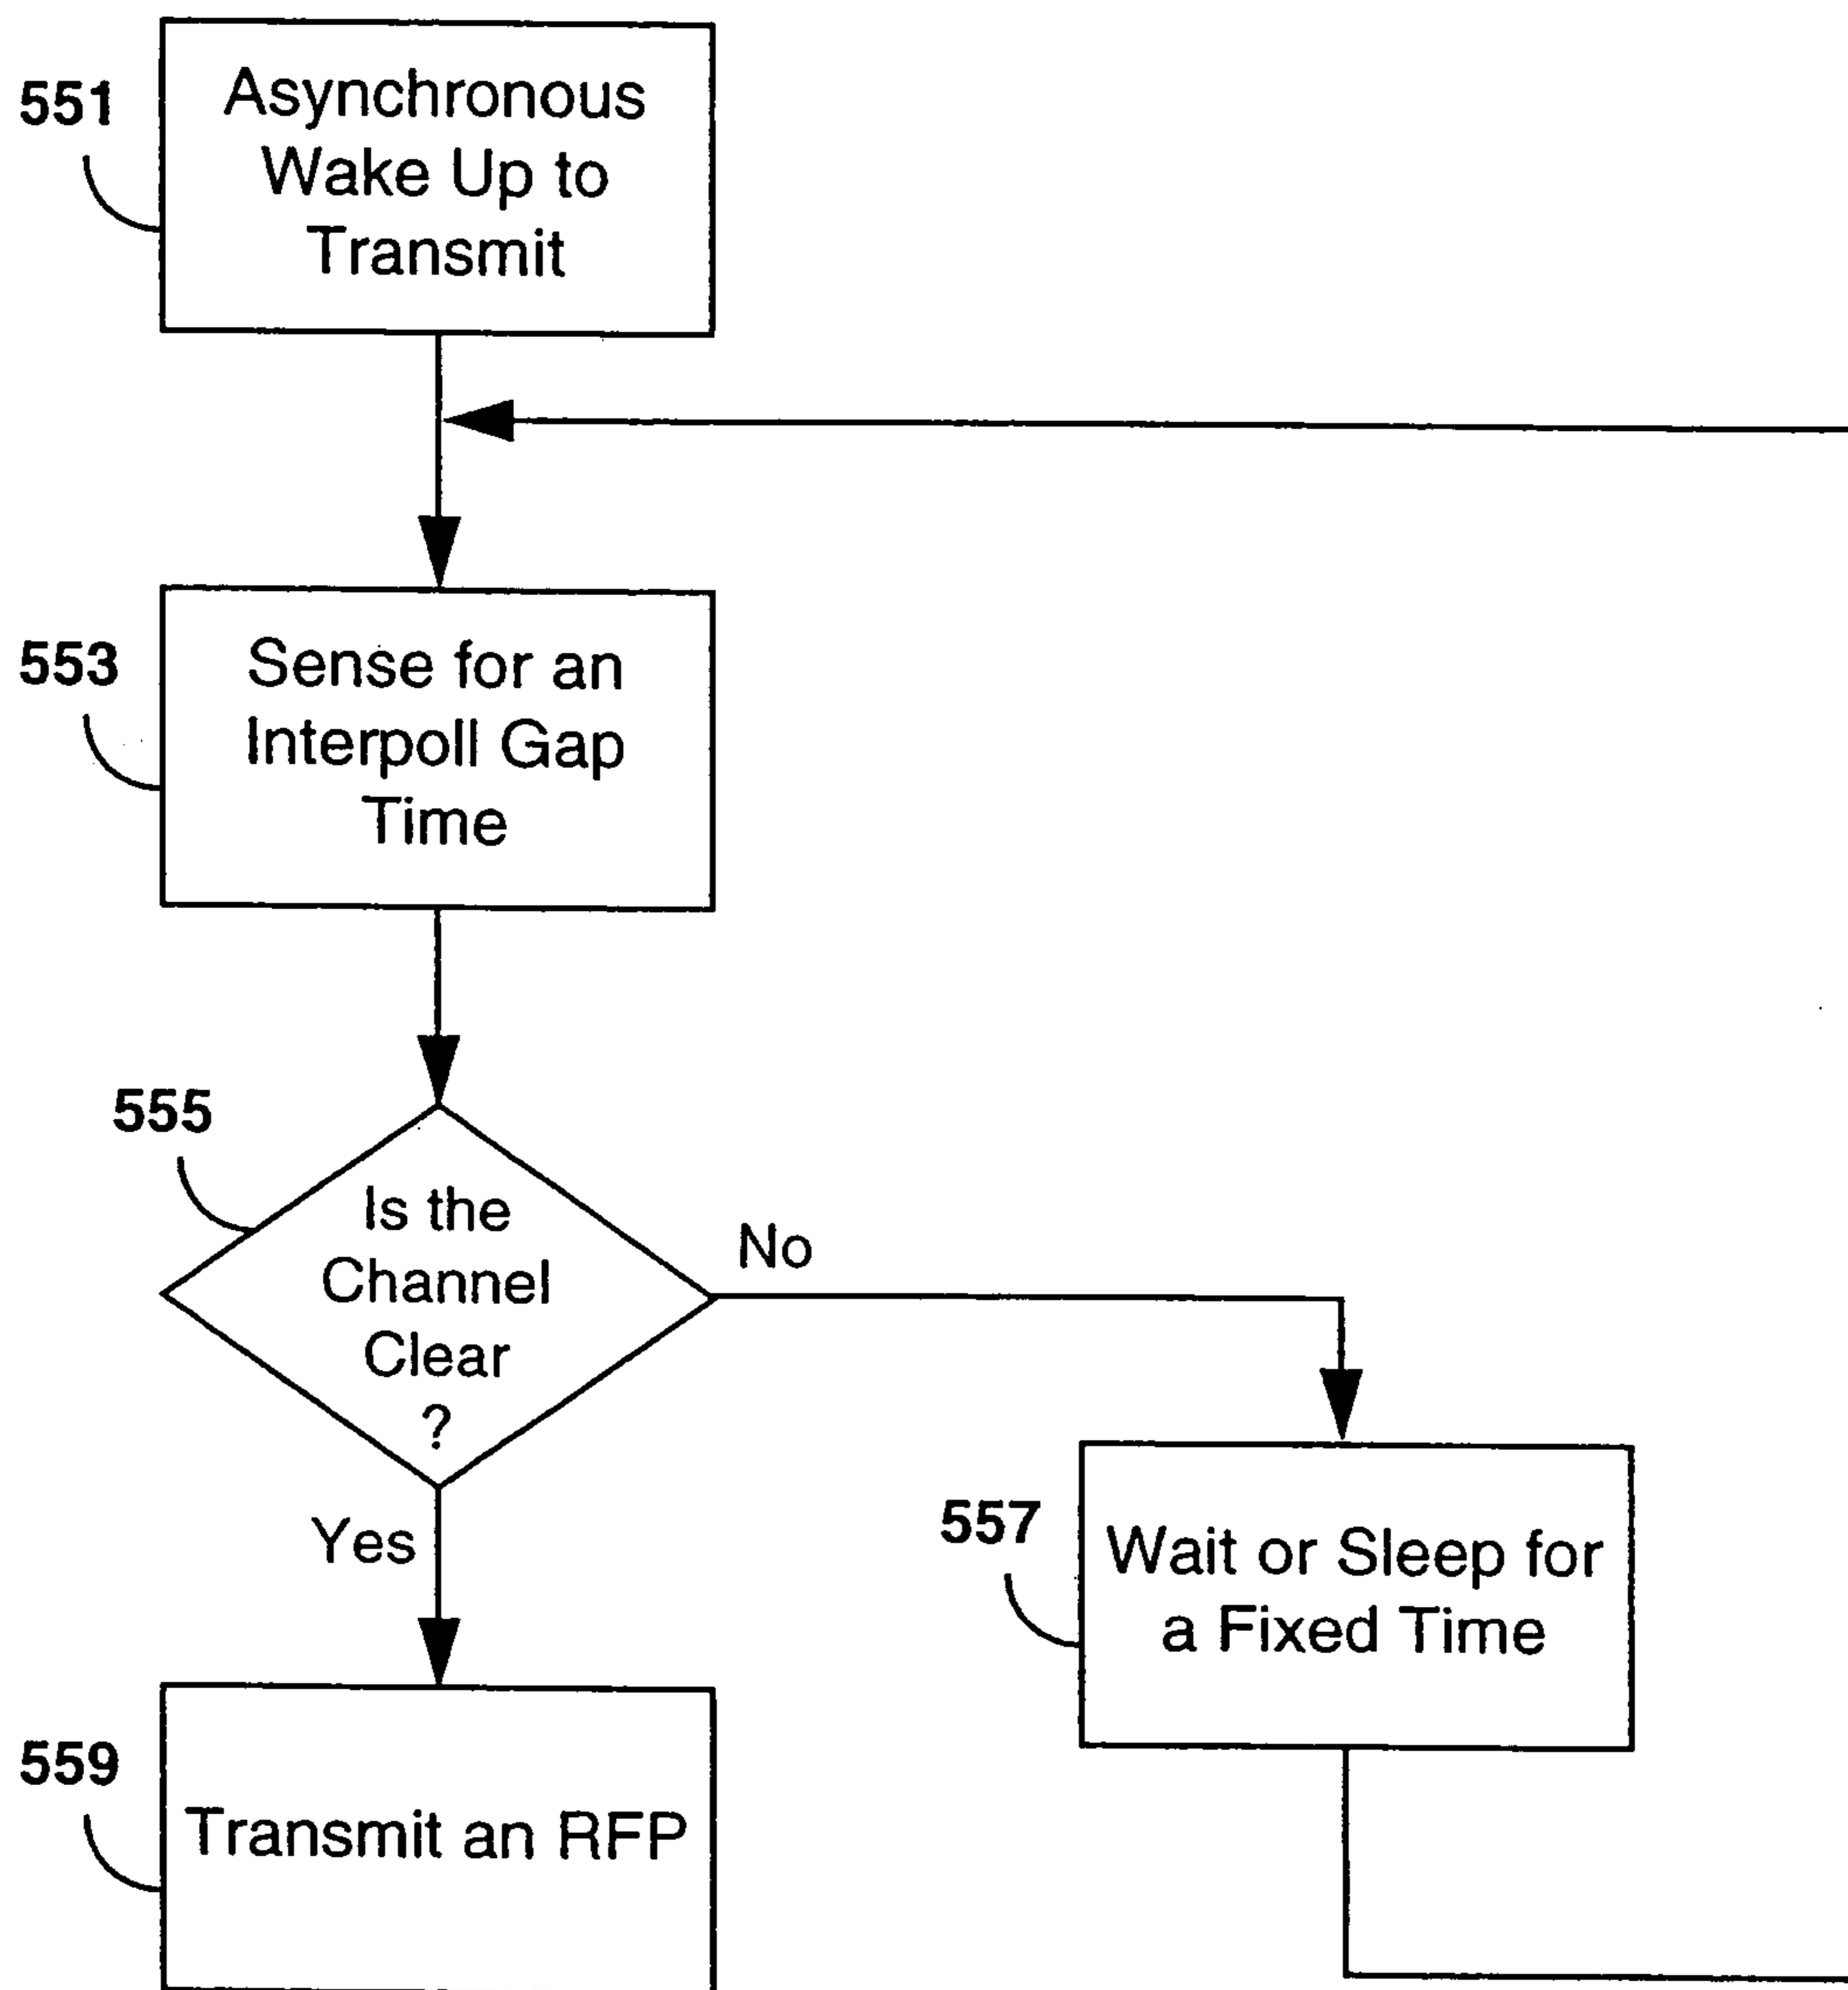 551
Asynchronous
Wake Up to
Transmit
553
Sense for an
Interpoll Gap
Time
555
Is the
Channel
Clear
?
No
Yes
557
Wait or Sleep for
a Fixed Time
559
Transmit an RFP